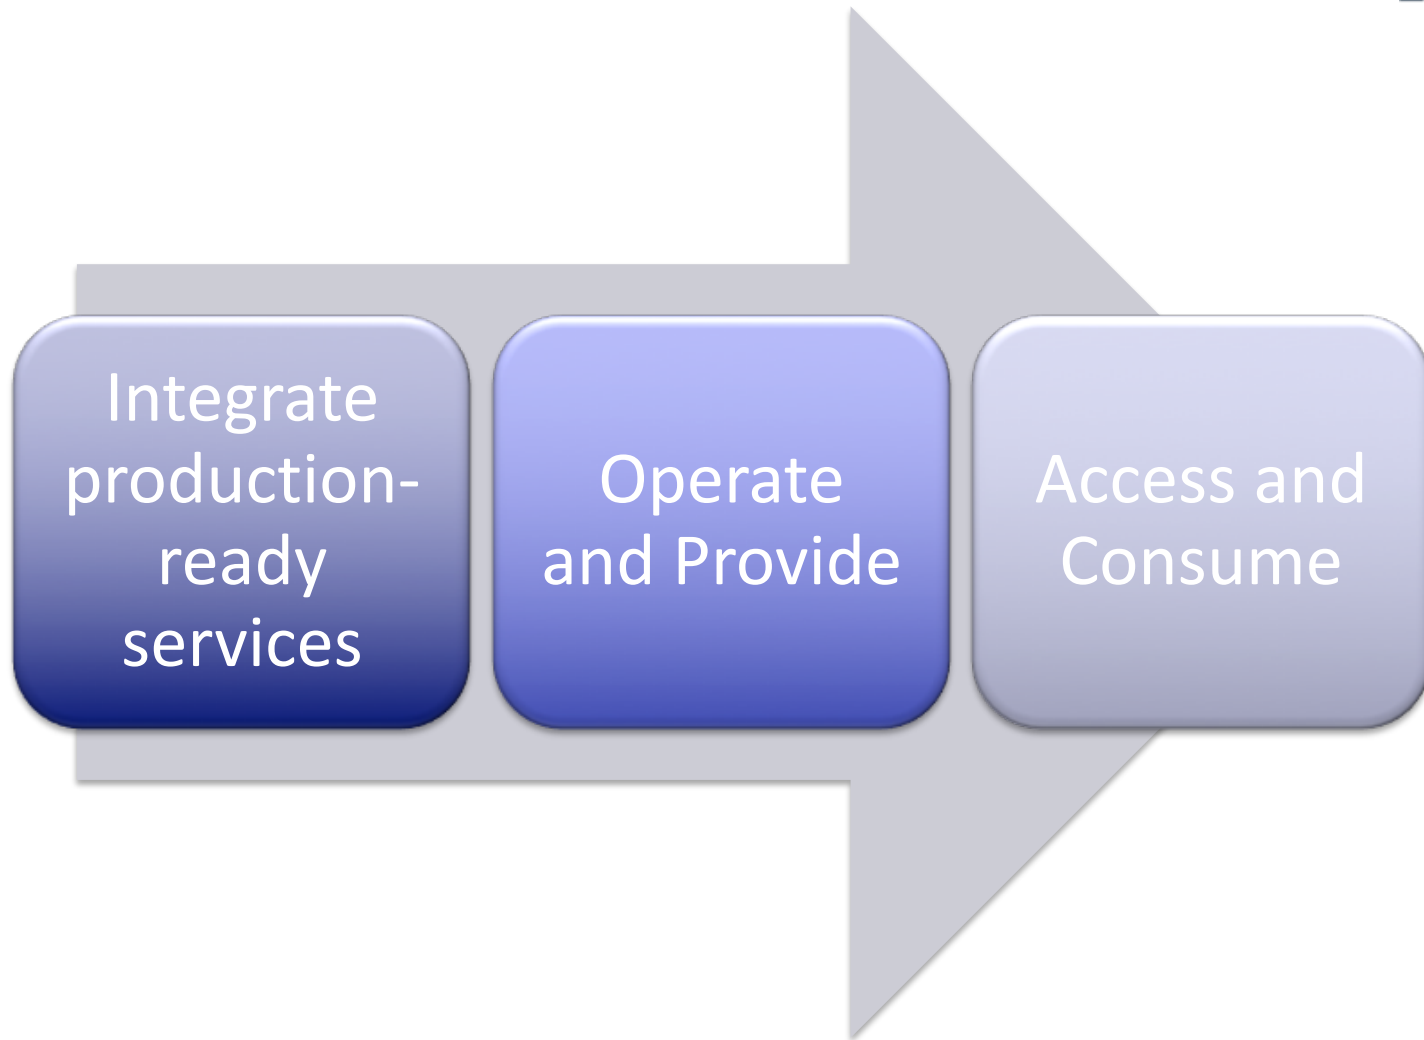 Integrate
production-
ready
services
Operate
and Provide
Access and
Consume